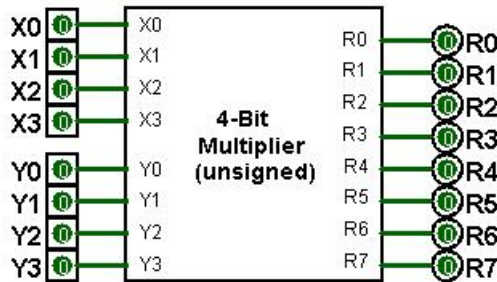 X0 0 X0
X1 0 X1
X2 0 X2
X3 0 X3
Y0 0 Y0
Y1 0 Y1
Y2 0 Y2
Y3 0 Y3
4-Bit
Multiplier
(unsigned)
R0 0 R0
R1 0 R1
R2 0 R2
R3 0 R3
R4 0 R4
R5 0 R5
R6 0 R6
R7 0 R7